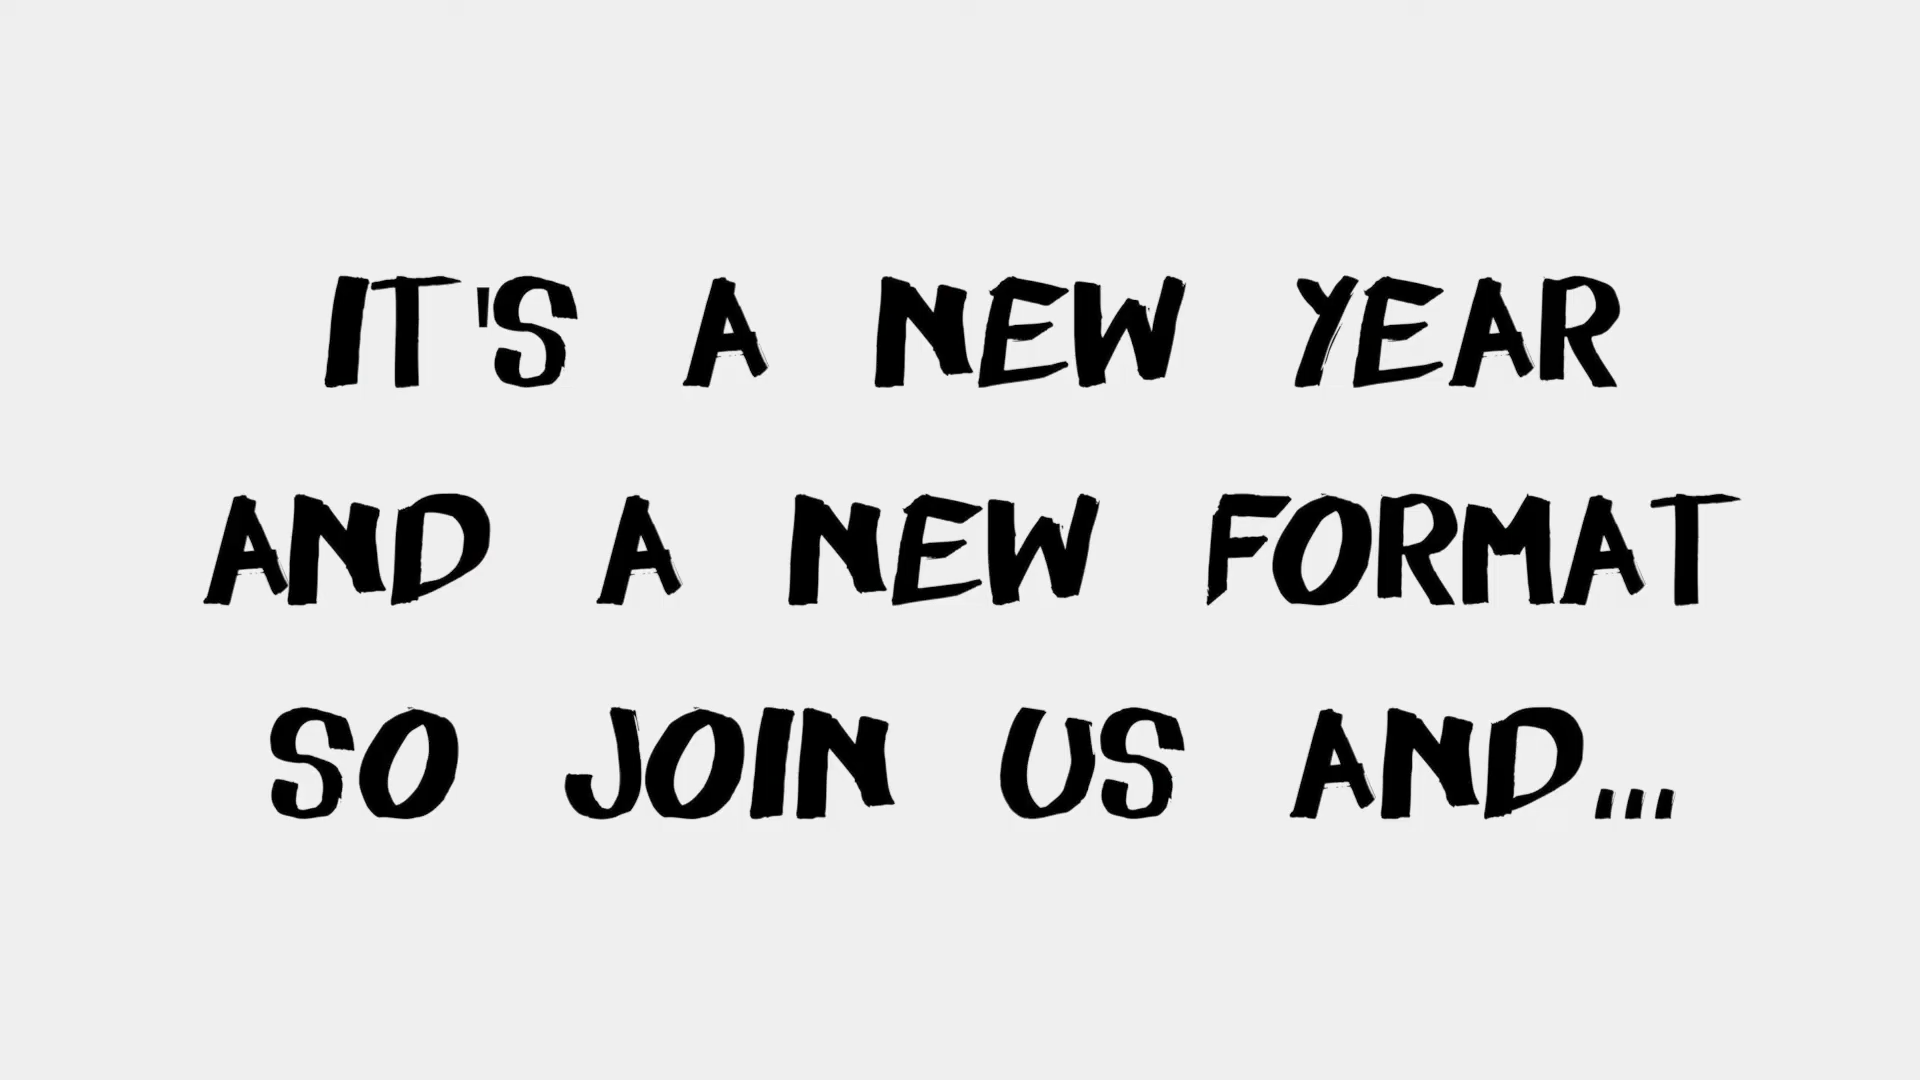 IT'S A NEW YEAR
AND A NEW FORMAT
SO JOIN US AND...